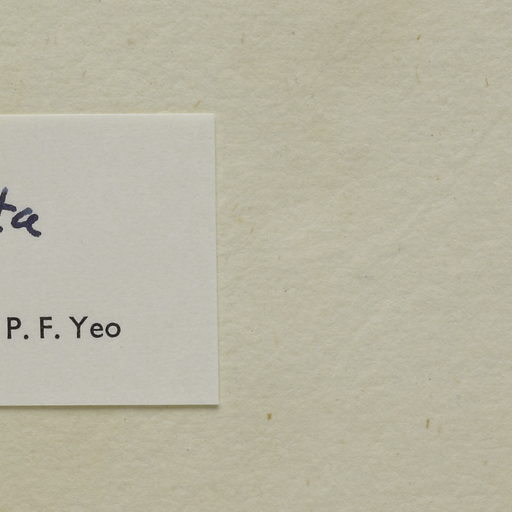 ta
P. F. Yeo